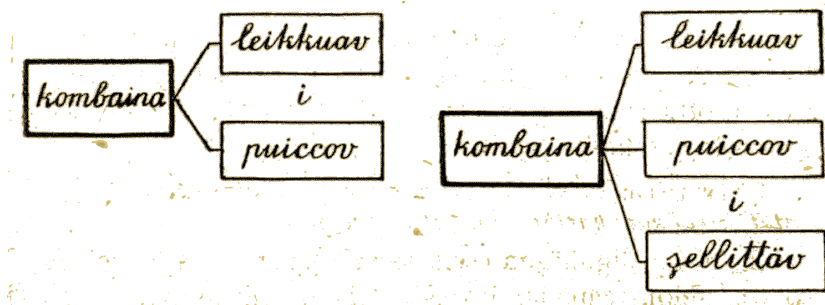 leikkuav
kombaina
i
puiccov
leikkuav
kombaina
puiccov
i
şellittäv